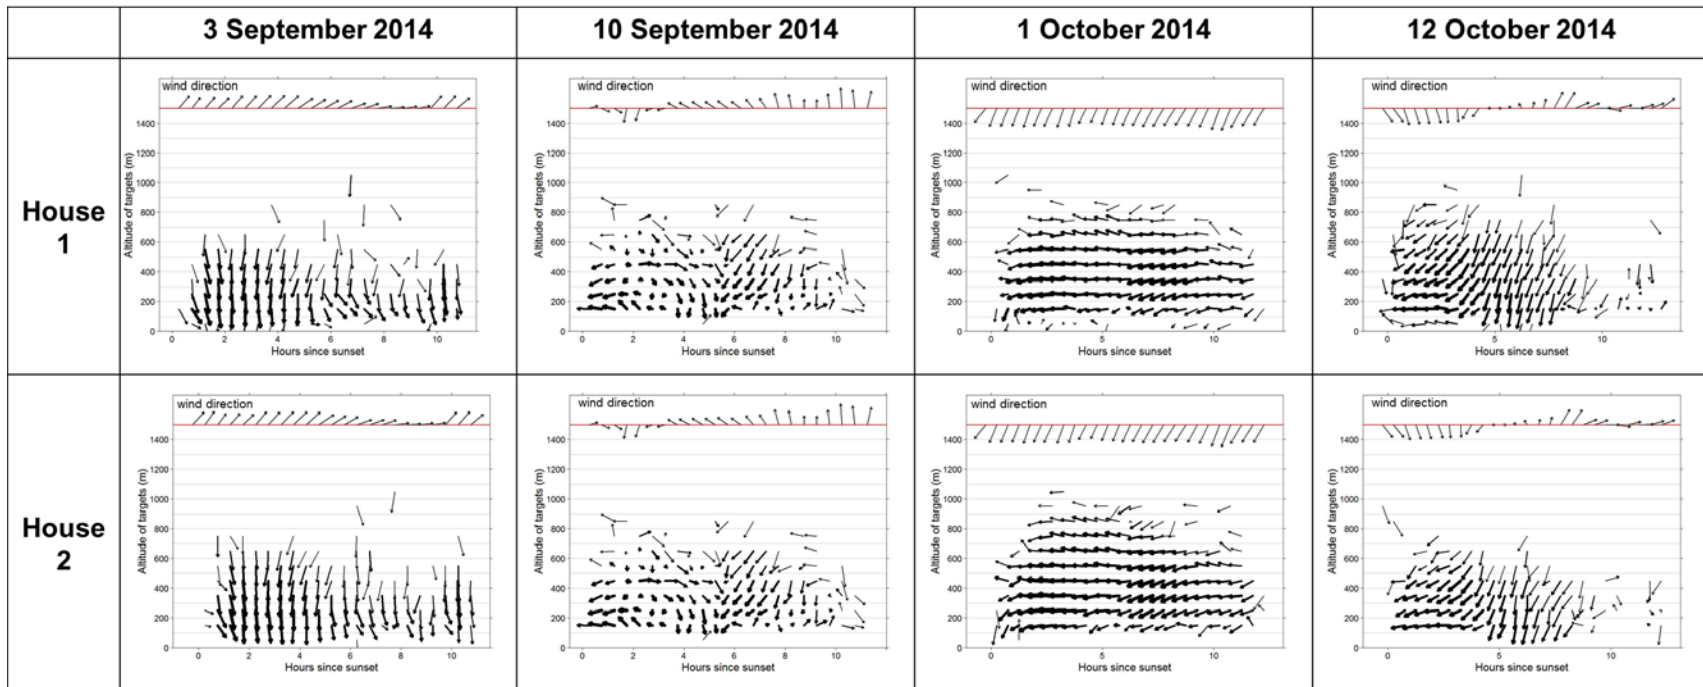 3 September 2014
10 September 2014
1 October 2014
12 October 2014
House
1
wind direction
Altitude of targets (m)
1400
1200
1000
800
600
400
200
0
0 2 4 6 8 10
Hours since sunset
wind direction
Altitude of targets (m)
1400
1200
1000
800
600
400
200
0
0 2 4 6 8 10
Hours since sunset
wind direction
Altitude of targets (m)
1400
1200
1000
800
600
400
200
0
0 5 10
Hours since sunset
wind direction
Altitude of targets (m)
1400
1200
1000
800
600
400
200
0
0 5 10
Hours since sunset
House
2
wind direction
Altitude of targets (m)
1400
1200
1000
800
600
400
200
0
0 2 4 6 8 10
Hours since sunset
wind direction
Altitude of targets (m)
1400
1200
1000
800
600
400
200
0
0 2 4 6 8 10
Hours since sunset
wind direction
Altitude of targets (m)
1400
1200
1000
800
600
400
200
0
0 5 10
Hours since sunset
wind direction
Altitude of targets (m)
1400
1200
1000
800
600
400
200
0
0 5 10
Hours since sunset